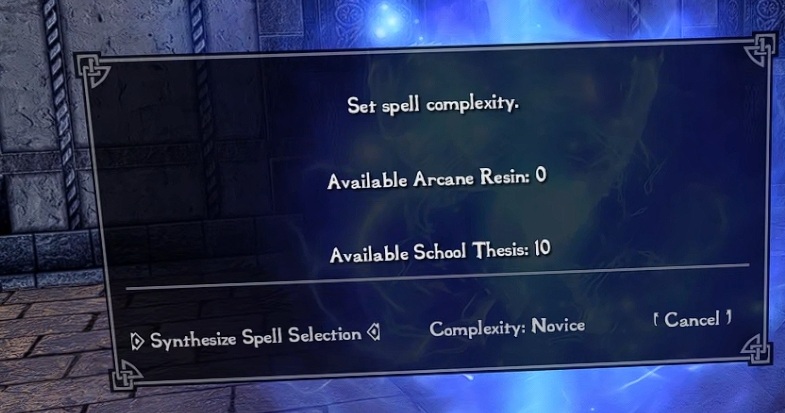 Set spell complexity.
Available Arcane Resin: 0
Available School Thesis: 10
Synthesize Spell Selection Complexity: Novice Cancel